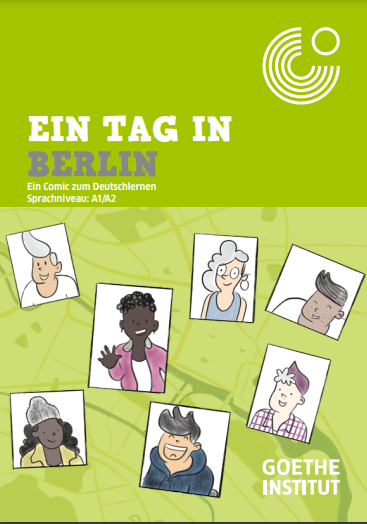 EIN TAG IN
BERLIN
Ein Comic zum Deutschlernen
Sprachniveau: A1/A2
GOETHE
INSTITUT